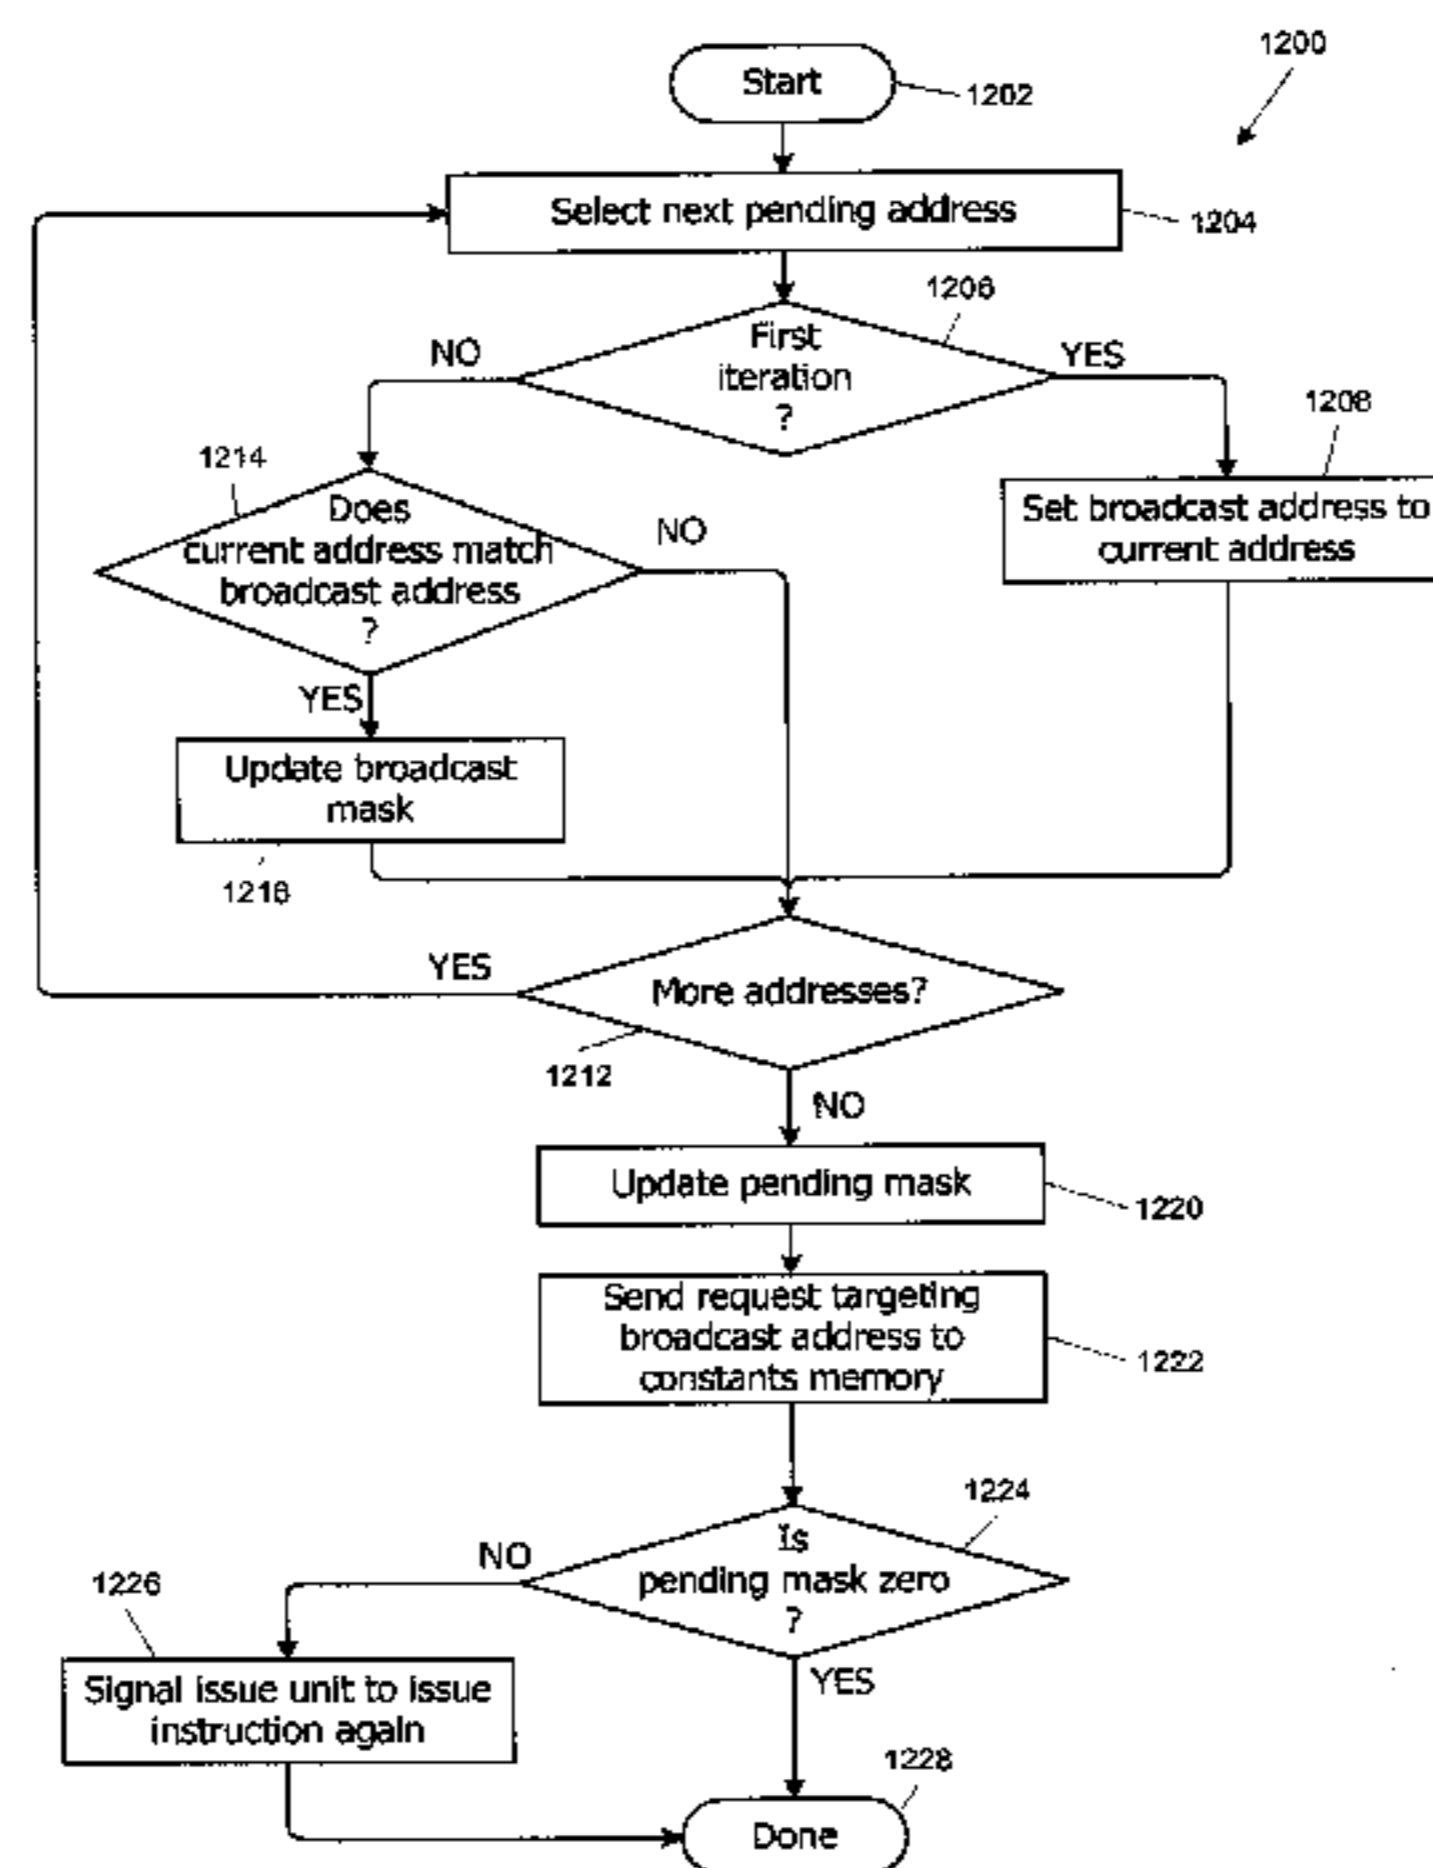 1200
Start
1202
Select next pending address
1204
1206
First
iteration
?
NO
YES
1208
Set broadcast address to
current address
1214
Does
current address match
broadcast address
?
NO
YES
Update broadcast
mask
1216
More addresses?
YES
1212
NO
Update pending mask
1220
Send request targeting
broadcast address to
constants memory
1222
1224
Is
pending mask zero
?
NO
YES
1226
Signal issue unit to issue
instruction again
1228
Done